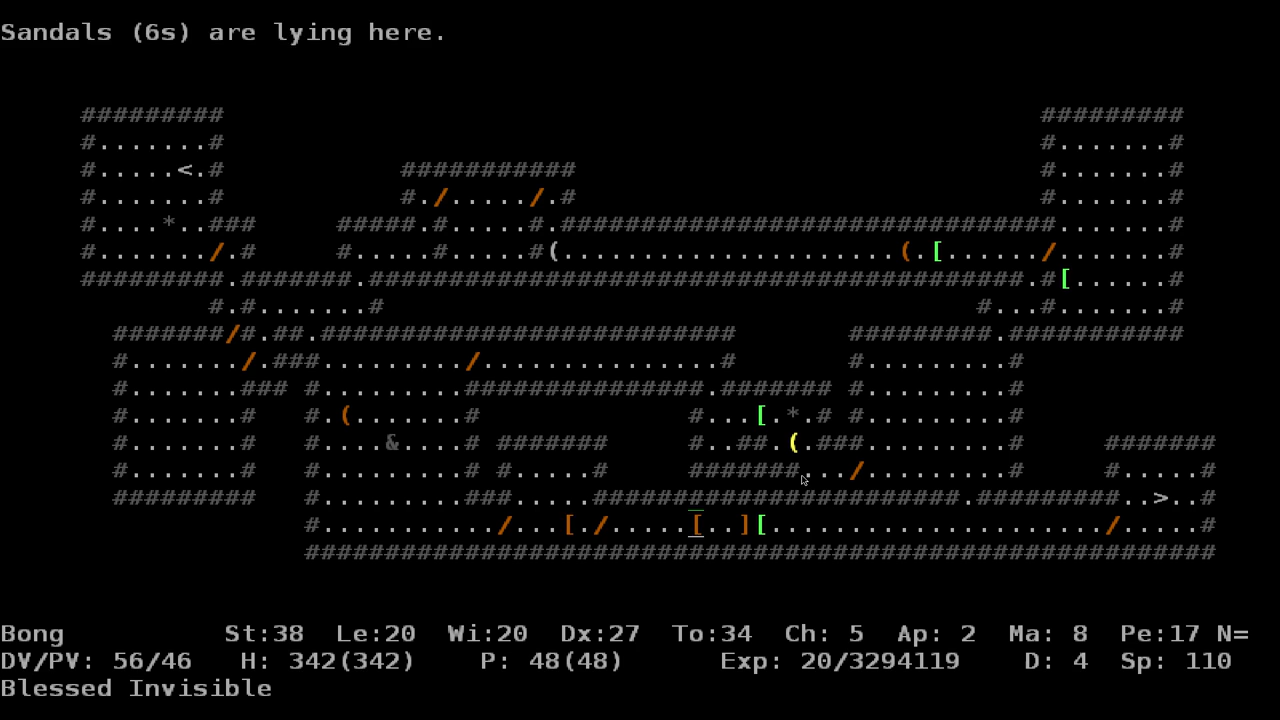 Sandals (6s) are lying here.
#########                                                   #########
#.......#                                                   #.......#
#.....<.#           ###########                             #.......#
#.......#           #./...../.#                             #.......#
#....*..###     #####.#.....#.###############################.......#
#......./.#     #.....#.....#(.....................(.[....../.......#
#########.#######.#########################################.#[......#
        #.#.......#                                     #...#.......#
  #######/#.##.##########################       ##########.###########
  #......./.###........./...............#       #.........#
  #.......### #.........###############.####### #.........#
  #.......#   #.(.......#             #...[.*.# #.........#
  #.......#   #....&....# #######     #..##.(.###.........#     #######
  #.......#   #.........# #.....#     #######.../.........#     #.....#
  #########   #.........###.....#######################.#########..>..#
              #.........../...[./.....[..][...................../.....#
              #########################################################
Bong St:38 Le:20 Wi:20 Dx:27 To:34 Ch: 5 Ap: 2 Ma: 8 Pe:17 N=
DV/PV: 56/46 H: 342(342) P: 48(48) Exp: 20/3294119 D: 4 Sp: 110
Blessed Invisible